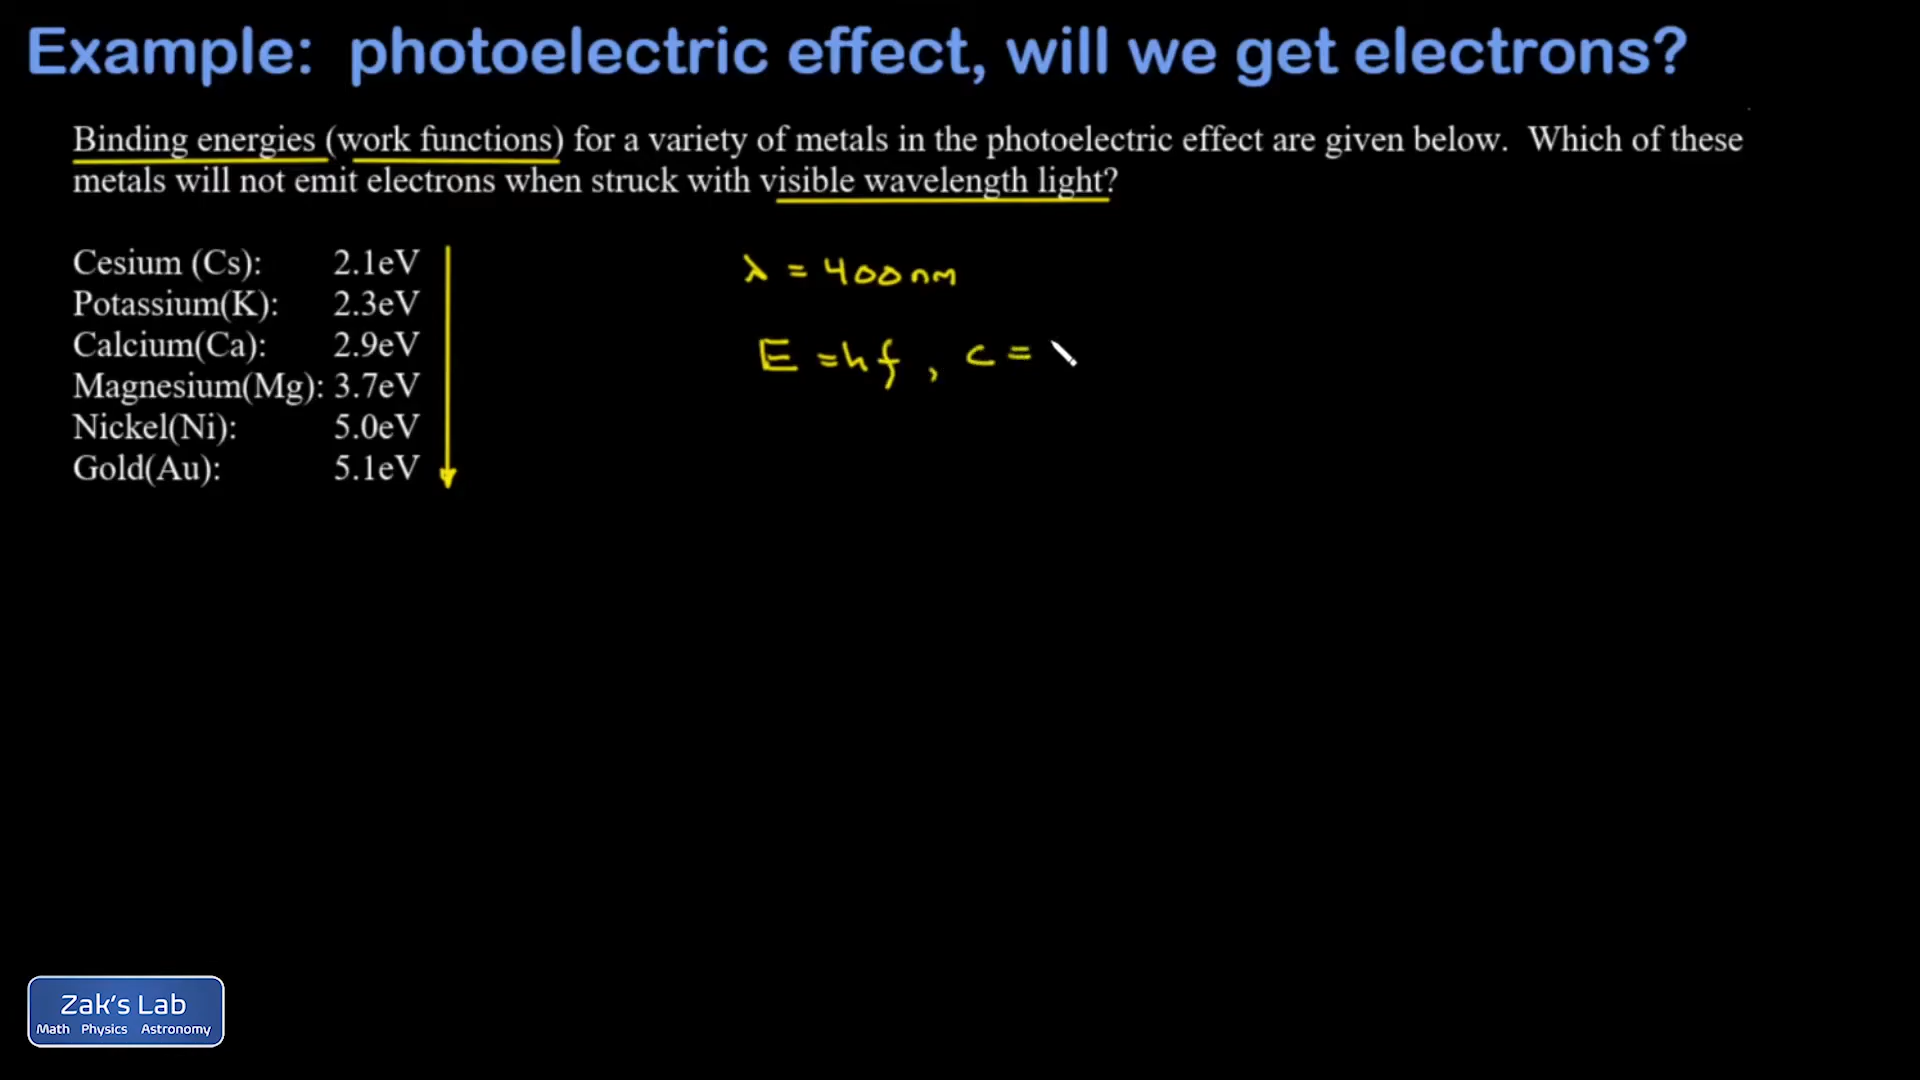 Example: photoelectric effect, will we get electrons?
Binding energies (work functions) for a variety of metals in the photoelectric effect are given below. Which of these
metals will not emit electrons when struck with visible wavelength light?
Cesium (Cs): 2.1eV
Potassium(K): 2.3eV
Calcium(Ca): 2.9eV
Magnesium(Mg): 3.7eV
Nickel(Ni): 5.0eV
Gold(Au): 5.1eV
λ = 400nm
E = hf, c =
Zak's Lab
Math Physics Astronomy